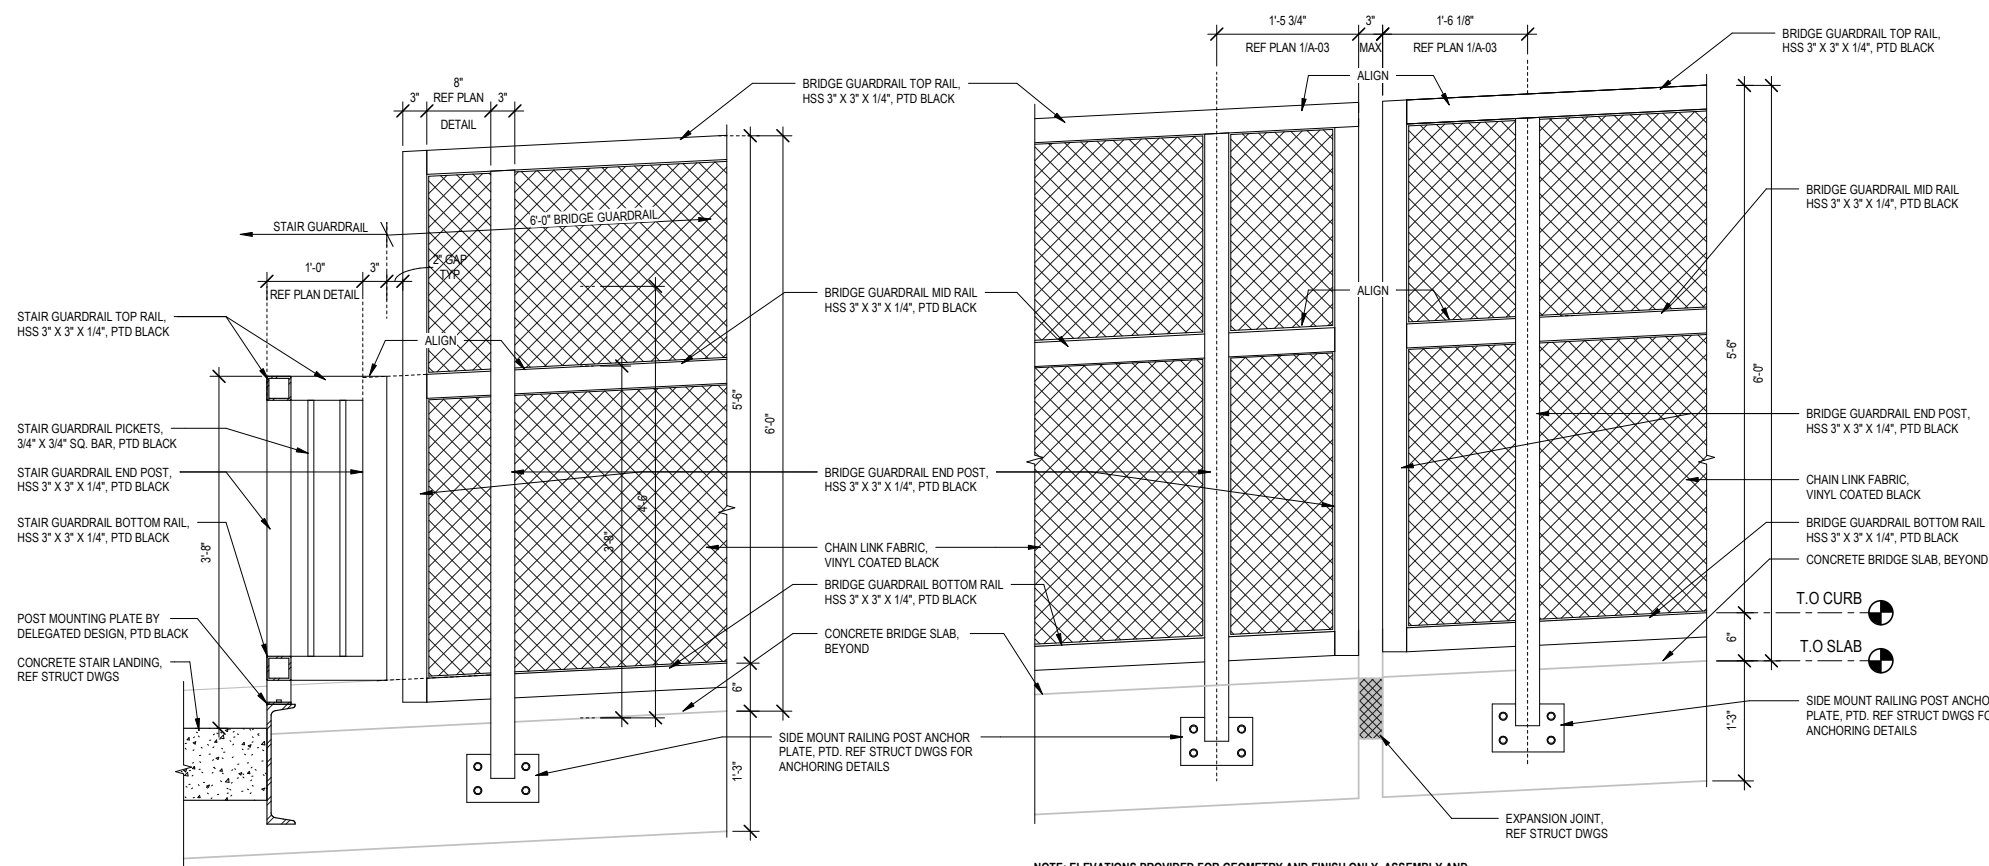 8"
3" REF PLAN 3"
DETAIL
STAIR GUARDRAIL
6'-0" BRIDGE GUARDRAIL
1'-0"
3"
2" GAP
TYP
REF PLAN DETAIL
STAIR GUARDRAIL TOP RAIL,
HSS 3" X 3" X 1/4", PTD BLACK
ALIGN
STAIR GUARDRAIL PICKETS,
3/4" X 3/4" SQ. BAR, PTD BLACK
STAIR GUARDRAIL END POST,
HSS 3" X 3" X 1/4", PTD BLACK
STAIR GUARDRAIL BOTTOM RAIL,
HSS 3" X 3" X 1/4", PTD BLACK
3'-8"
POST MOUNTING PLATE BY
DELEGATED DESIGN, PTD BLACK
CONCRETE STAIR LANDING,
REF STRUCT DWGS
3'-8"
4'-6"
5'-6"
6'-0"
6"
1'-3"
BRIDGE GUARDRAIL TOP RAIL,
HSS 3" X 3" X 1/4", PTD BLACK
BRIDGE GUARDRAIL MID RAIL
HSS 3" X 3" X 1/4", PTD BLACK
BRIDGE GUARDRAIL END POST,
HSS 3" X 3" X 1/4", PTD BLACK
CHAIN LINK FABRIC,
VINYL COATED BLACK
BRIDGE GUARDRAIL BOTTOM RAIL
HSS 3" X 3" X 1/4", PTD BLACK
CONCRETE BRIDGE SLAB,
BEYOND
SIDE MOUNT RAILING POST ANCHOR
PLATE, PTD. REF STRUCT DWGS FOR
ANCHORING DETAILS
1'-5 3/4" 3" 1'-6 1/8"
REF PLAN 1/A-03 MAX REF PLAN 1/A-03
ALIGN
ALIGN
BRIDGE GUARDRAIL TOP RAIL,
HSS 3" X 3" X 1/4", PTD BLACK
BRIDGE GUARDRAIL MID RAIL
HSS 3" X 3" X 1/4", PTD BLACK
5'-6"
6'-0"
BRIDGE GUARDRAIL END POST,
HSS 3" X 3" X 1/4", PTD BLACK
CHAIN LINK FABRIC,
VINYL COATED BLACK
BRIDGE GUARDRAIL BOTTOM RAIL
HSS 3" X 3" X 1/4", PTD BLACK
CONCRETE BRIDGE SLAB, BEYOND
T.O CURB
6"
T.O SLAB
1'-3"
SIDE MOUNT RAILING POST ANCHO
PLATE, PTD. REF STRUCT DWGS FO
ANCHORING DETAILS
EXPANSION JOINT,
REF STRUCT DWGS
NOTE: ELEVATIONS PROVIDED FOR GEOMETRY AND FINISH ONLY. ASSEMBLY AND